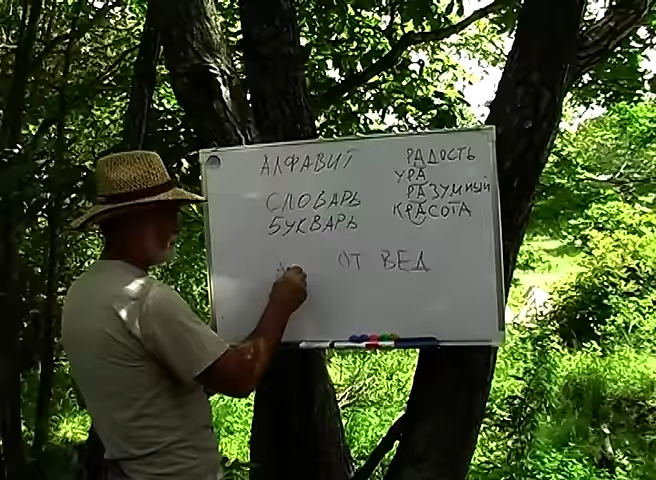 АЛФАВИТ
СЛОВАРЬ
БУКВАРЬ
РАДОСТЬ
УРА
РАЗУМНЫЙ
КРАСОТА
ОТ ВЕД